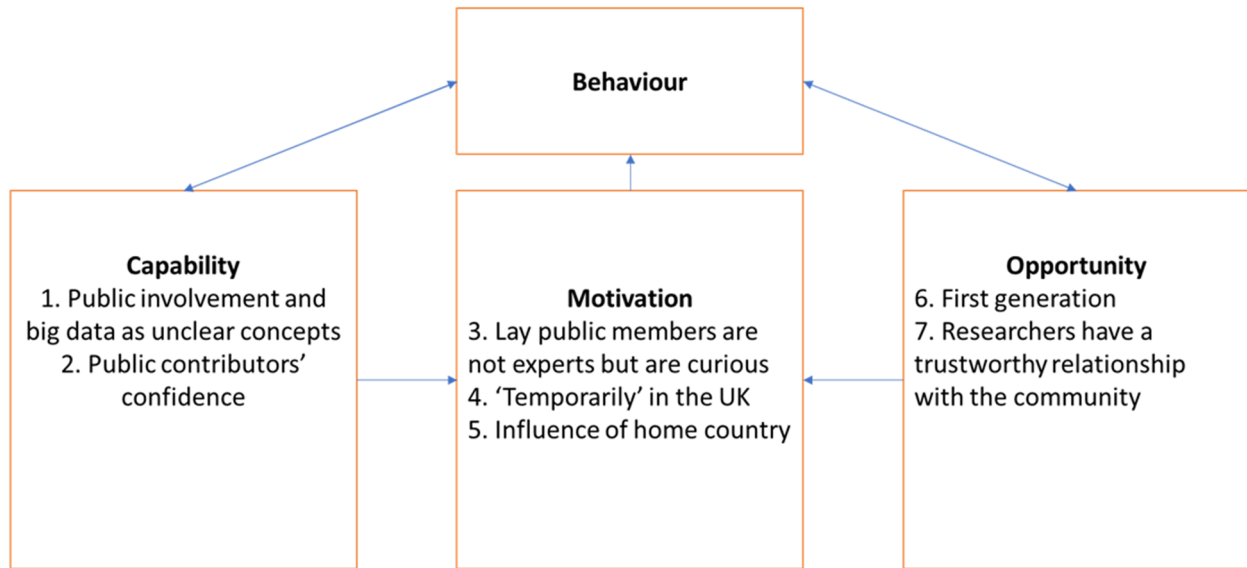 Behaviour
Capability
1. Public involvement and
big data as unclear concepts
2. Public contributors’
confidence
Motivation
3. Lay public members are
not experts but are curious
4. ‘Temporarily’ in the UK
5. Influence of home country
Opportunity
6. First generation
7. Researchers have a
trustworthy relationship
with the community